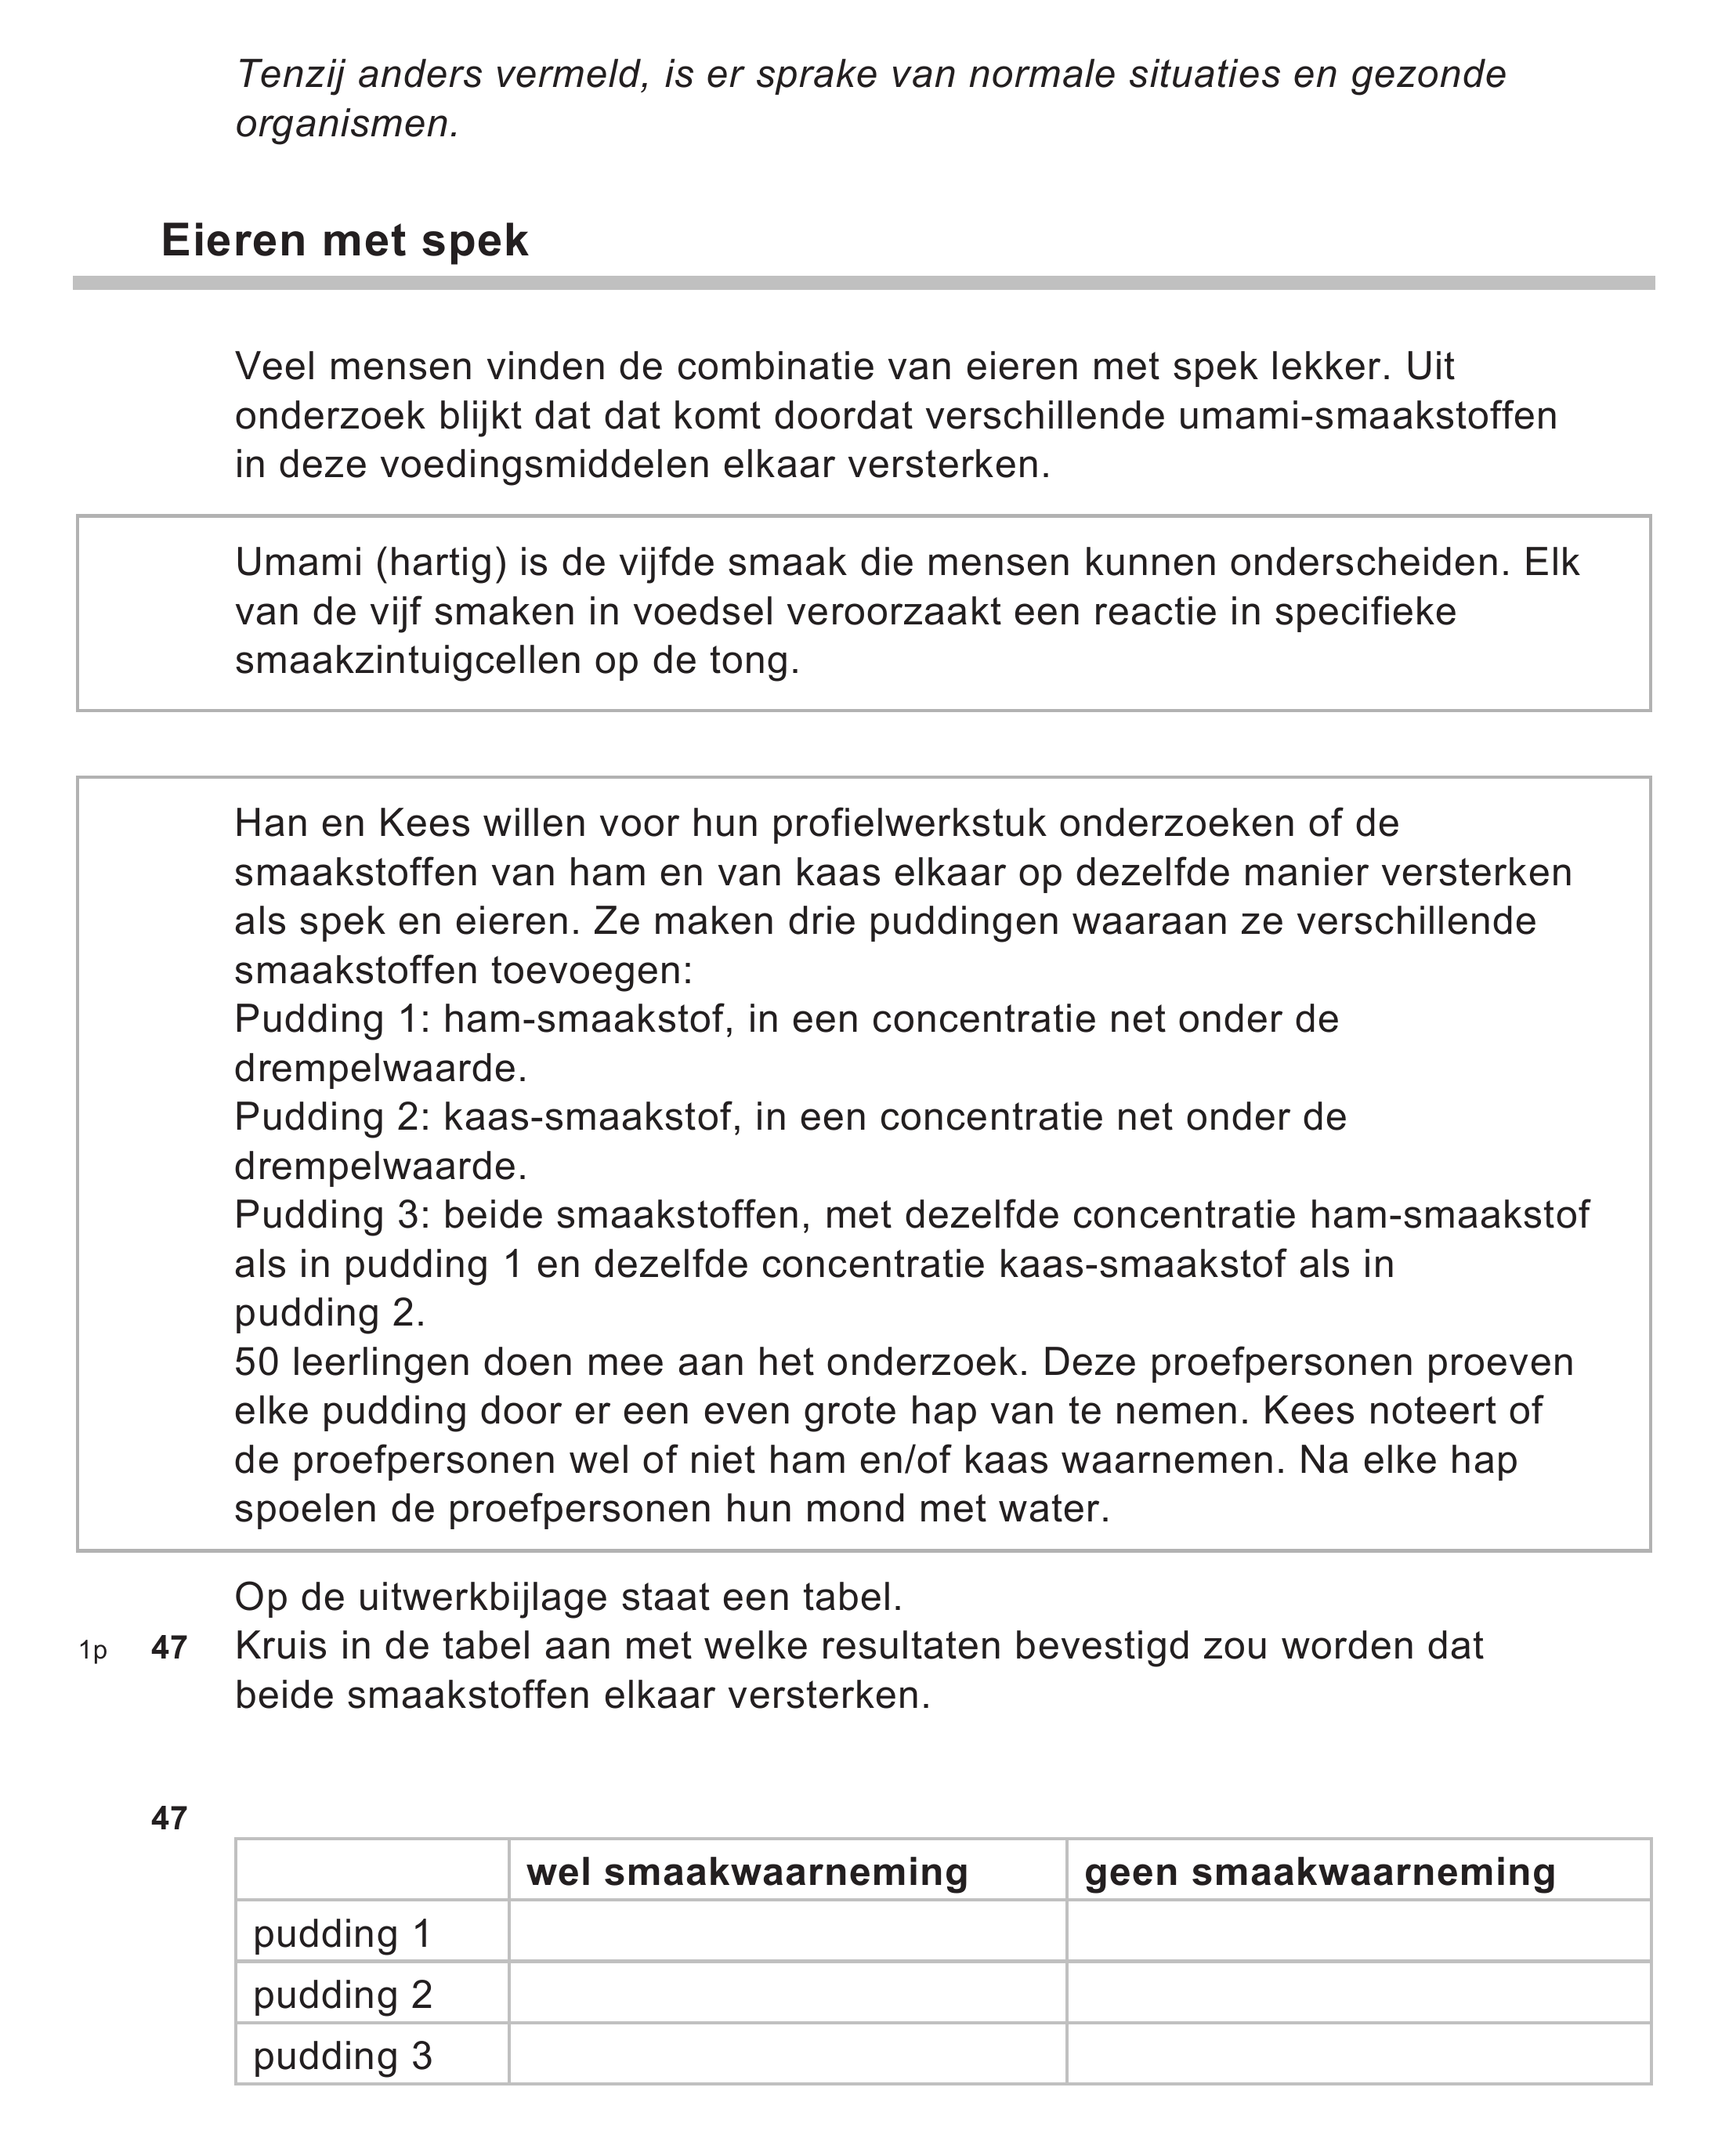 Tenzij anders vermeld, is er sprake van normale situaties en gezonde
organismen.
Eieren met spek
Veel mensen vinden de combinatie van eieren met spek lekker. Uit
onderzoek blijkt dat dat komt doordat verschillende umami-smaakstoffen
in deze voedingsmiddelen elkaar versterken.
Umami (hartig) is de vijfde smaak die mensen kunnen onderscheiden. Elk
van de vijf smaken in voedsel veroorzaakt een reactie in specifieke
smaakzintuigcellen op de tong.
Han en Kees willen voor hun profielwerkstuk onderzoeken of de
smaakstoffen van ham en van kaas elkaar op dezelfde manier versterken
als spek en eieren. Ze maken drie puddingen waaraan ze verschillende
smaakstoffen toevoegen:
Pudding 1: ham-smaakstof, in een concentratie net onder de
drempelwaarde.
Pudding 2: kaas-smaakstof, in een concentratie net onder de
drempelwaarde.
Pudding 3: beide smaakstoffen, met dezelfde concentratie ham-smaakstof
als in pudding 1 en dezelfde concentratie kaas-smaakstof als in
pudding 2.
50 leerlingen doen mee aan het onderzoek. Deze proefpersonen proeven
elke pudding door er een even grote hap van te nemen. Kees noteert of
de proefpersonen wel of niet ham en/of kaas waarnemen. Na elke hap
spoelen de proefpersonen hun mond met water.
Op de uitwerkbijlage staat een tabel.
1p 47 Kruis in de tabel aan met welke resultaten bevestigd zou worden dat
beide smaakstoffen elkaar versterken.
47
wel smaakwaarneming geen smaakwaarneming
pudding 1
pudding 2
pudding 3